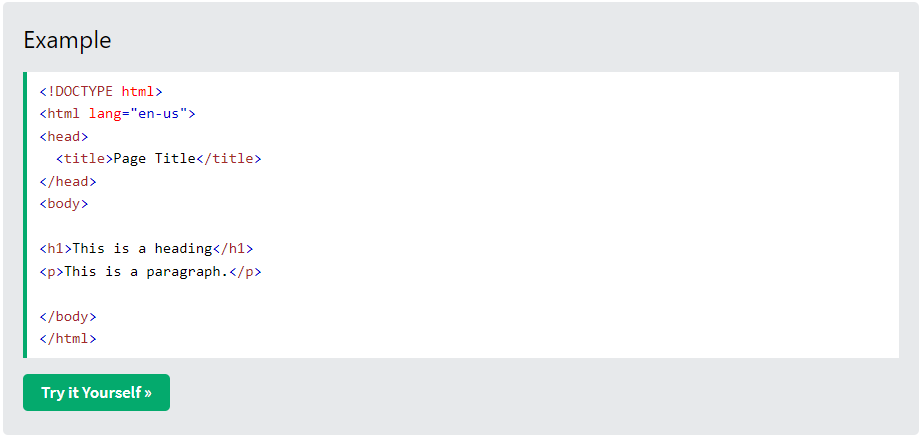 Example
<!DOCTYPE html>
<html lang="en-us">
<head>
  <title>Page Title</title>
</head>
<body>

<h1>This is a heading</h1>
<p>This is a paragraph.</p>

</body>
</html>
Try it Yourself »